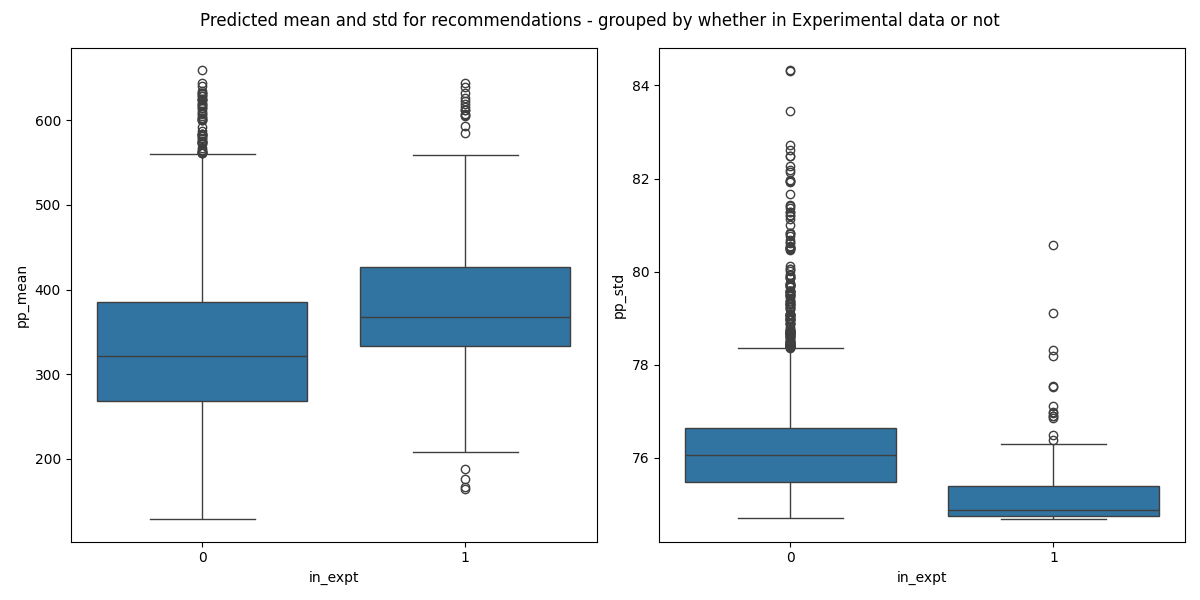 Predicted mean and std for recommendations - grouped by whether in Experimental data or not
600
500
400
300
200
pp_mean
0
1
in_expt
84
82
80
78
76
pp_std
0
1
in_expt